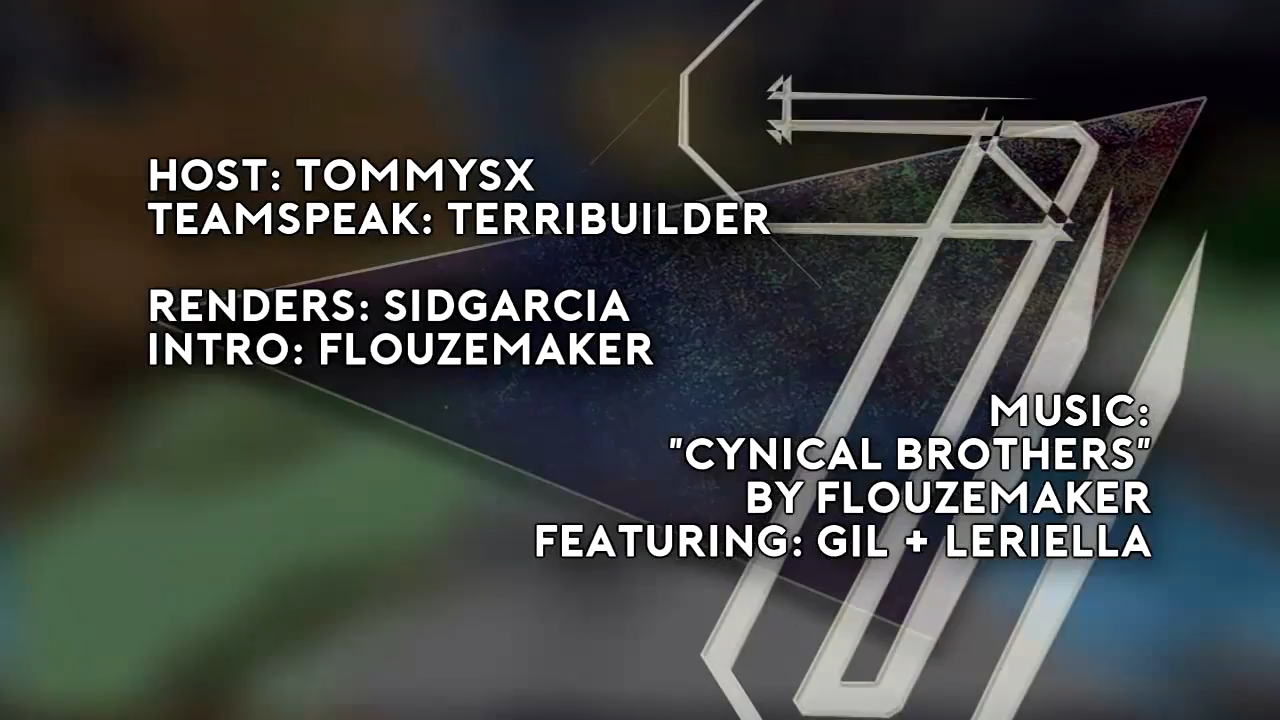 HOST: TOMMYSX
TEAMSPEAK: TERRIBUILDER
RENDERS: SIDGARCIA
INTRO: FLOUZEMAKER
MUSIC:
"CYNICAL BROTHERS"
BY FLOUZEMAKER
FEATURING: GIL + LERIELLA